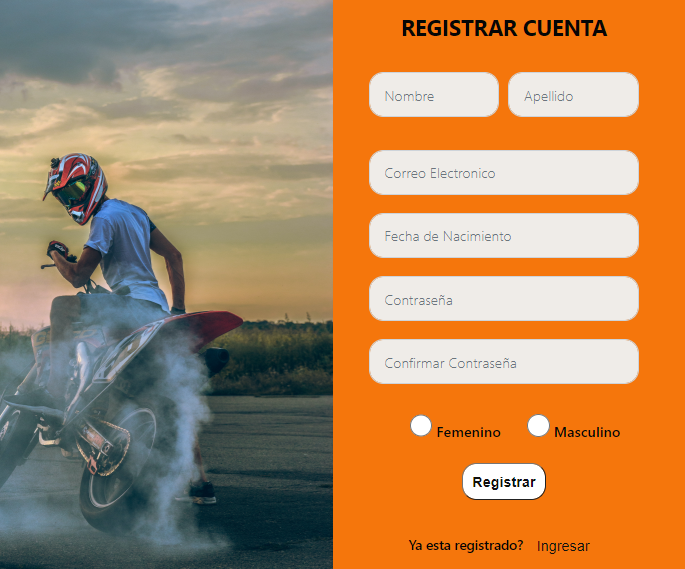 REGISTRAR CUENTA
Nombre Apellido
Correo Electronico
Fecha de Nacimiento
Contraseña
Confirmar Contraseña
Femenino Masculino
Registrar
Ya esta registrado? Ingresar